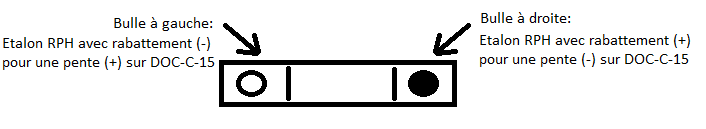 Bulle à gauche:
Etalon RPH avec rabattement (-)
pour une pente (+) sur DOC-C-15
Bulle à droite:
Etalon RPH avec rabattement (+)
pour une pente (-) sur DOC-C-15